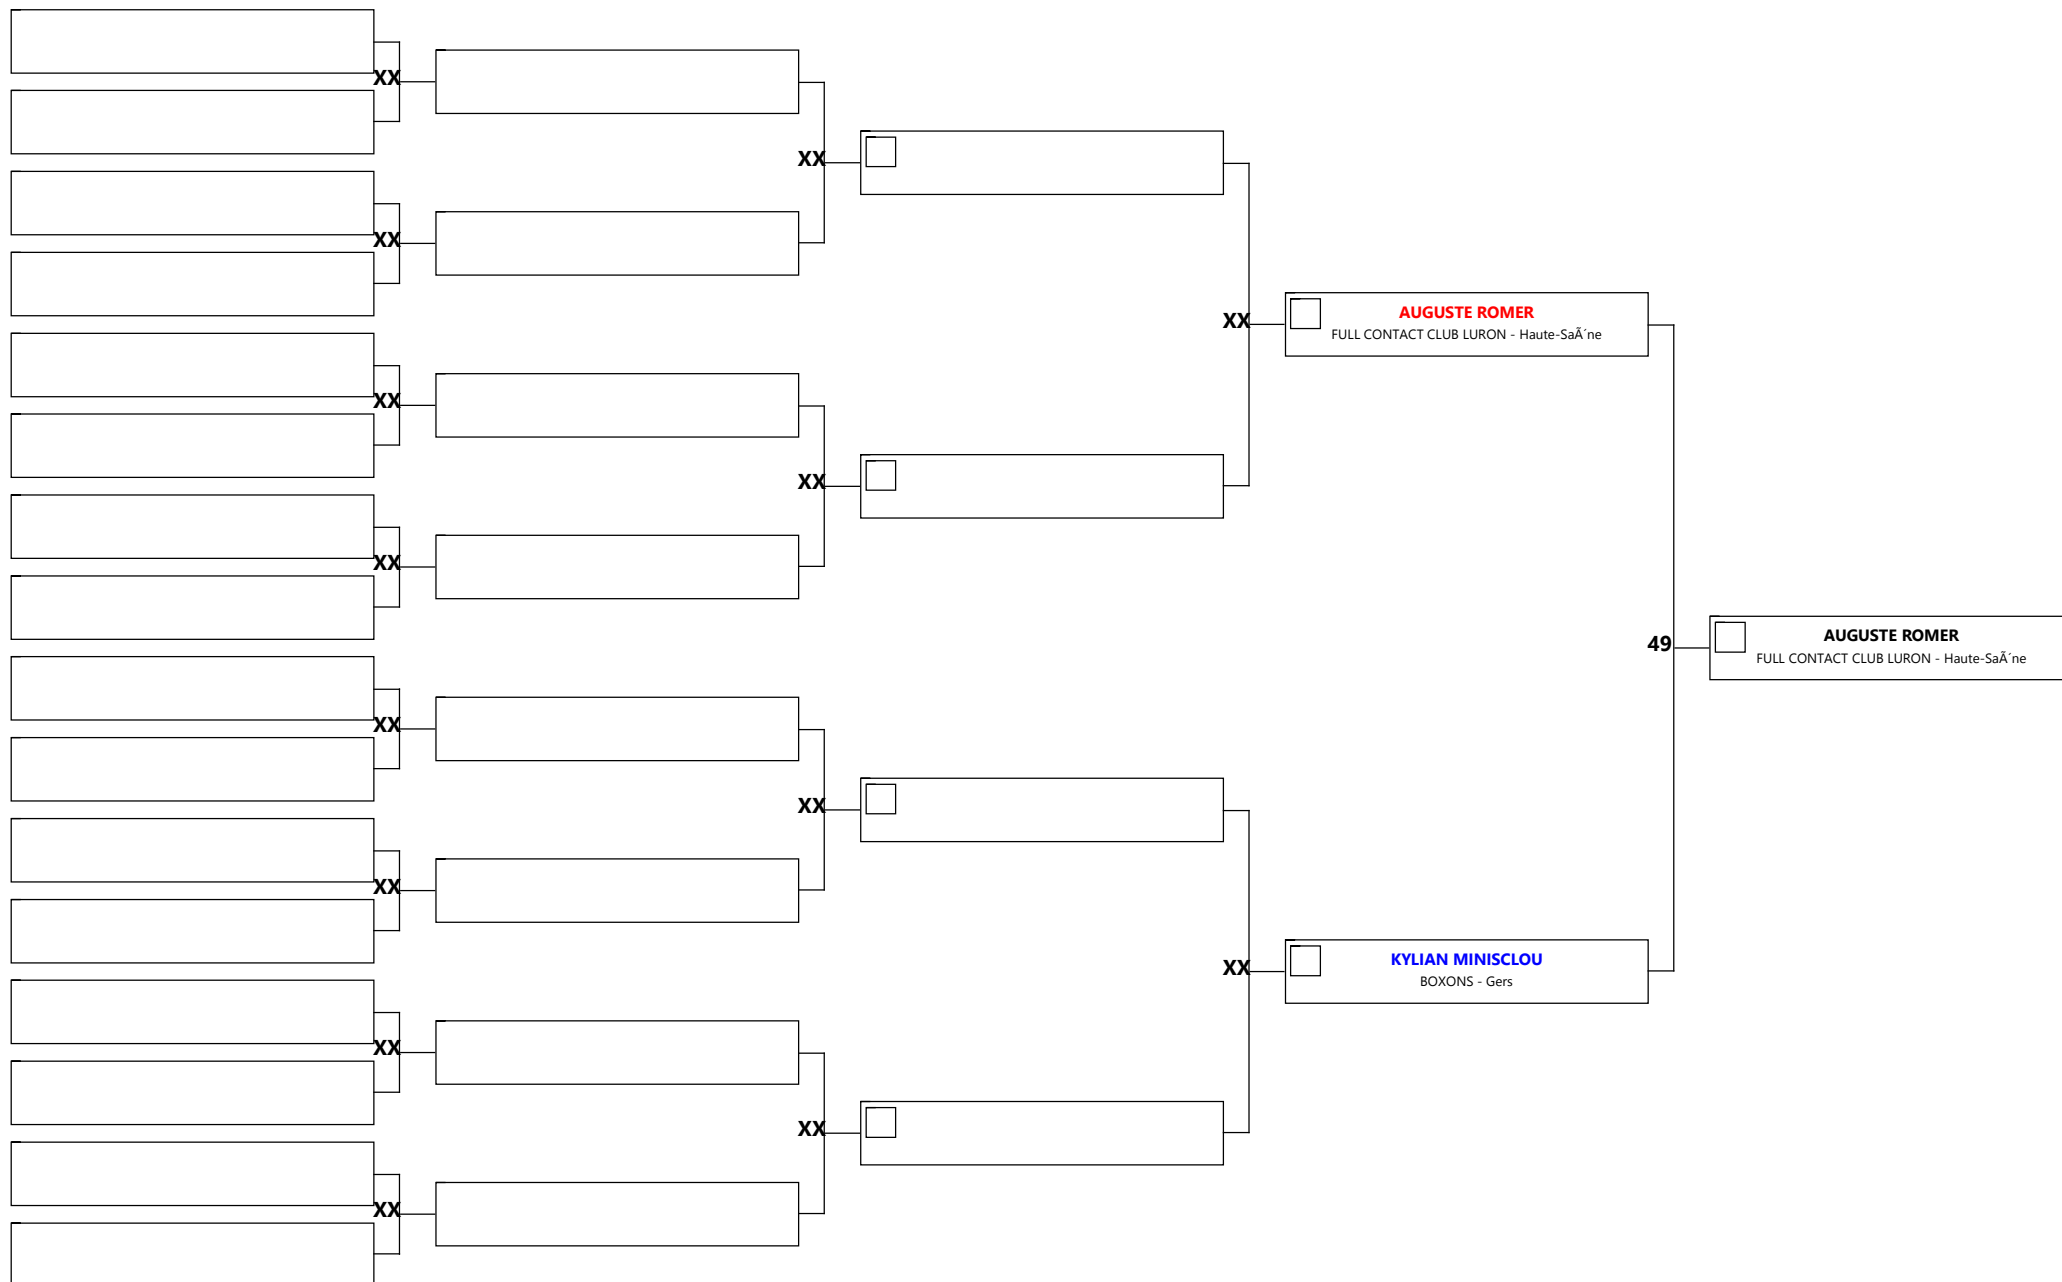 XX
XX
XX
XX
XX
XX
XX
XX
XX
XX
XX
XX
XX
AUGUSTE ROMER
FULL CONTACT CLUB LURON - Haute-SaÃ´ne
XX
KYLIAN MINISCLOU
BOXONS - Gers
49
AUGUSTE ROMER
FULL CONTACT CLUB LURON - Haute-SaÃ´ne